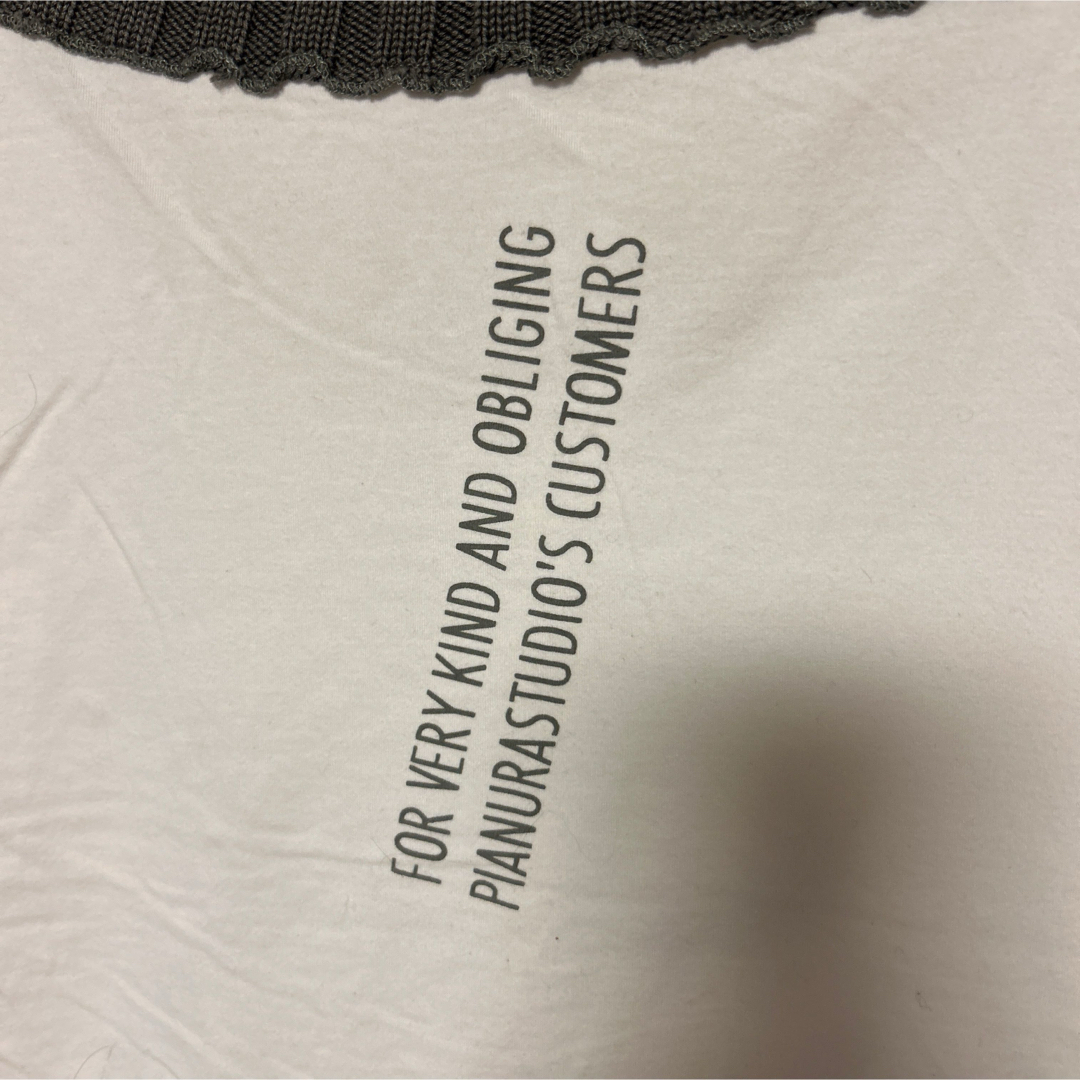 FOR VERY KIND AND OBLIGING
PIANURASTUDIO'S CUSTOMERS